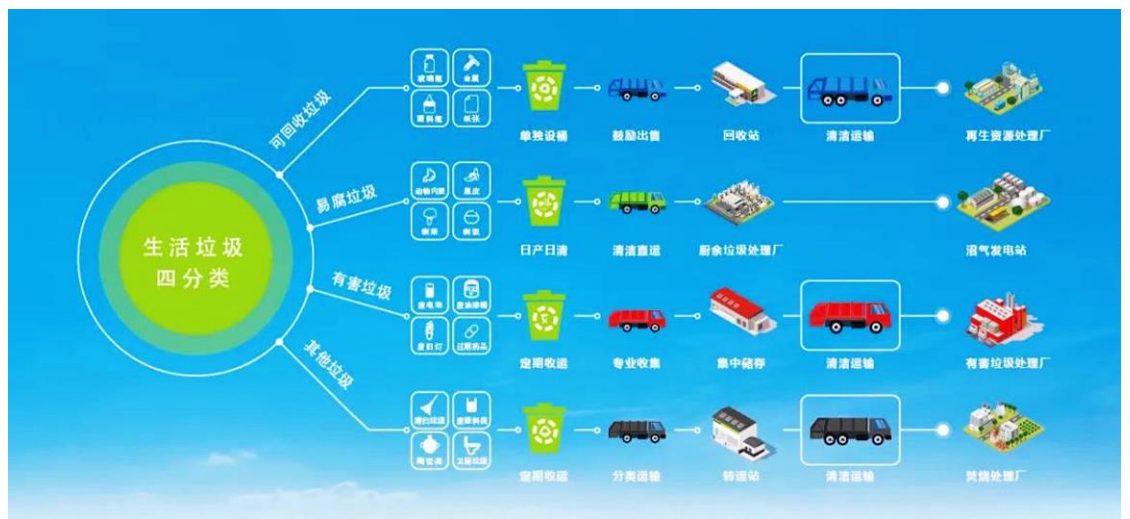 生活垃圾
四分类
可回收垃圾
玻璃瓶
金属
塑料瓶
纸张
单独设桶
鼓励出售
回收站
清洁运输
再生资源处理厂
易腐垃圾
动物内脏
果皮
剩菜
剩饭
日产日清
清洁直运
厨余垃圾处理厂
沼气发电站
有害垃圾
废电池
废油漆桶
废旧灯
过期药品
定期收运
专业收集
集中储存
清洁运输
有害垃圾处理厂
其他垃圾
清扫垃圾
废塑料袋
陶瓷类
定期收运
分类运输
转运站
清洁运输
焚烧处理厂